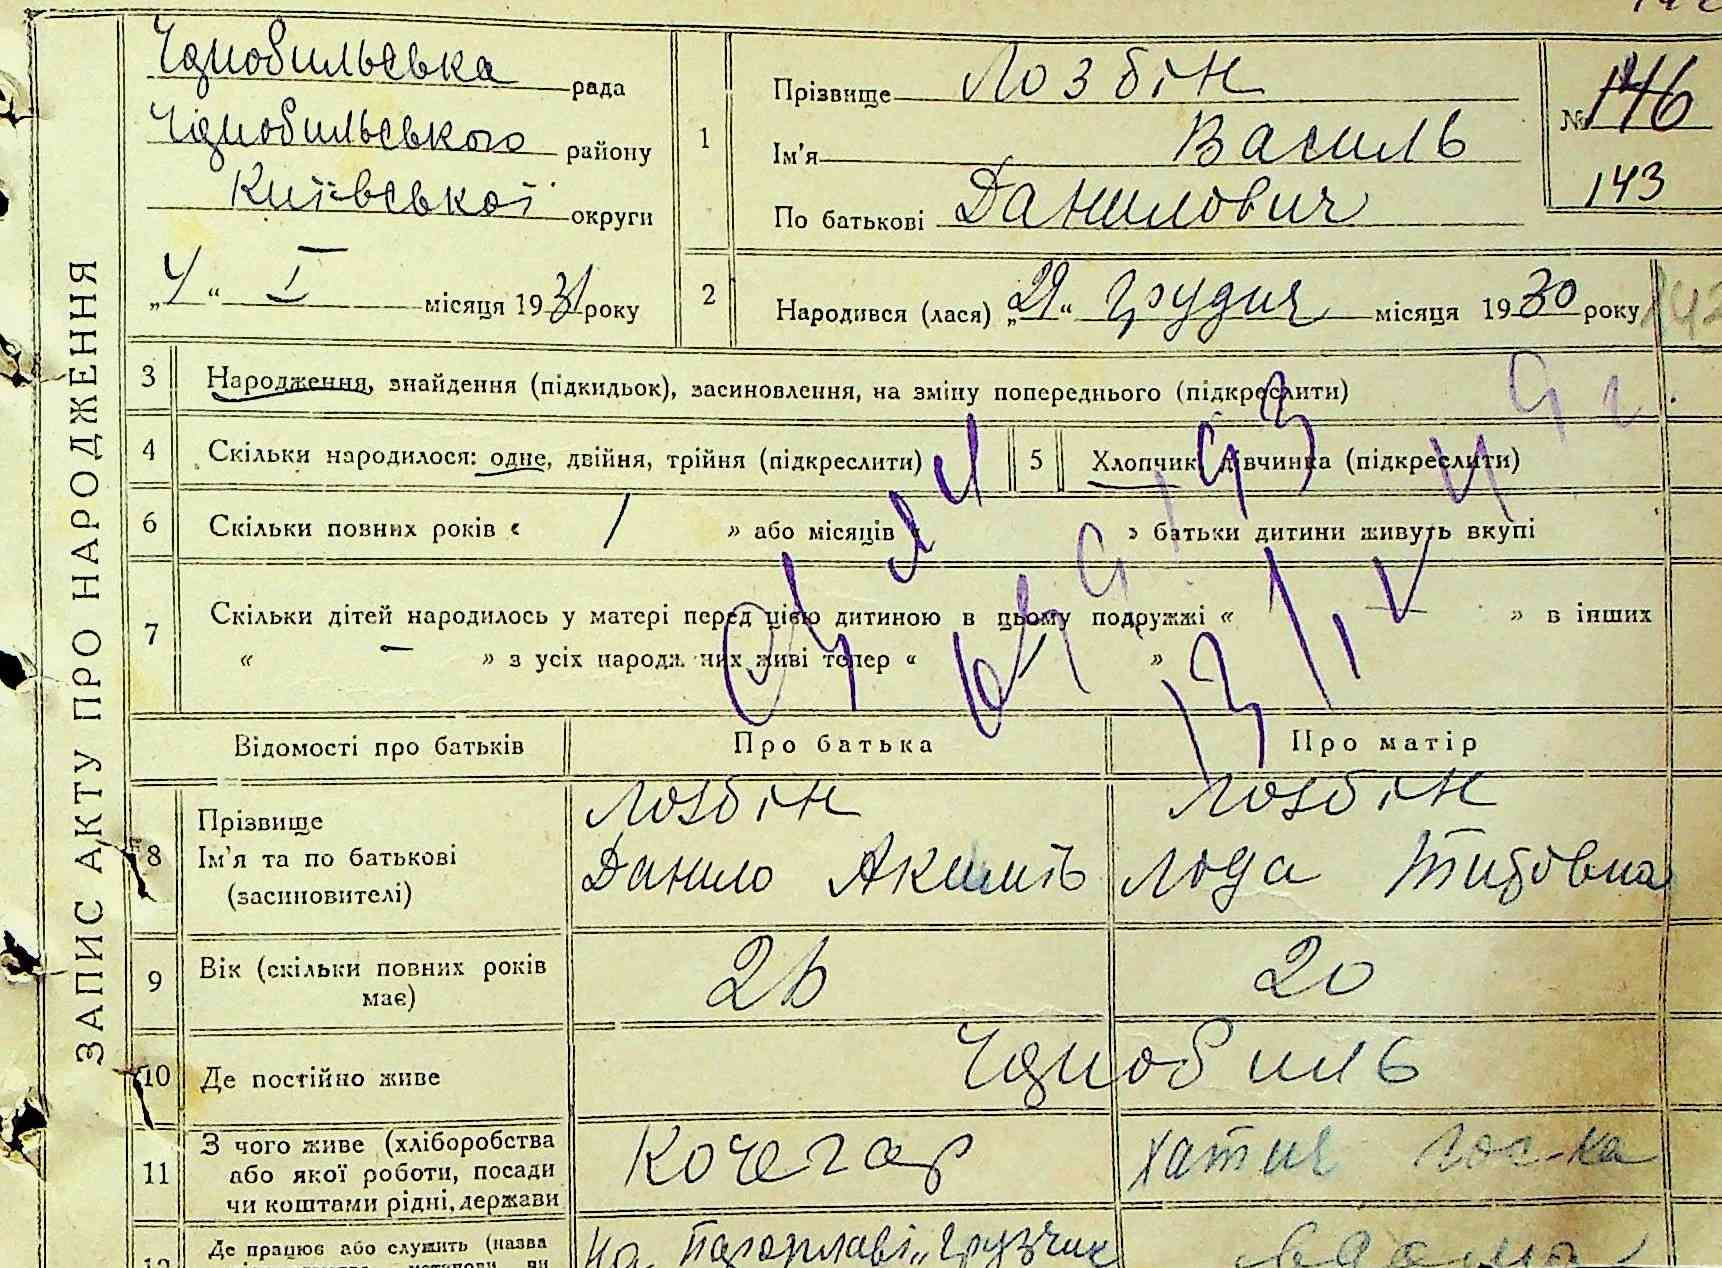 ЗАПИС АКТУ ПРО НАРОДЖЕННЯ
Чорнобильська рада
Чорнобильського району
Київської округи
„4“ I місяця 1931 року
1
Прізвище Лозбін
Ім'я Василь
По батькові Данилович
№ 146
143
2
Народився (лася) „29“ грудня місяця 1930 року
3 Народження, знайдення (підкидьок), засиновлення, на зміну попереднього (підкреслити)
4 Скільки народилося: одне, двійня, трійня (підкреслити)
5 Хлопчик, дівчинка (підкреслити)
6 Скільки повних років « 1 » або місяців « » батьки дитини живуть вкупі
7 Скільки дітей народилось у матері перед цією дитиною в цьому подружжі « — » в інших
« — » з усіх народжених живі тепер « »
Відомості про батьків Про батька Про матір
8 Прізвище
Ім'я та по батькові
(засиновителі)
Лозбін
Данило Акимів
Лозбін
Титовна
9 Вік (скільки повних років
має)
20
10 Де постійно живе Чорнобиль
11 З чого живе (хліборобства
або якої роботи, посади
чи коштами рідні, держави
Кочегар
Хатня
Де працює або служить (назва
на